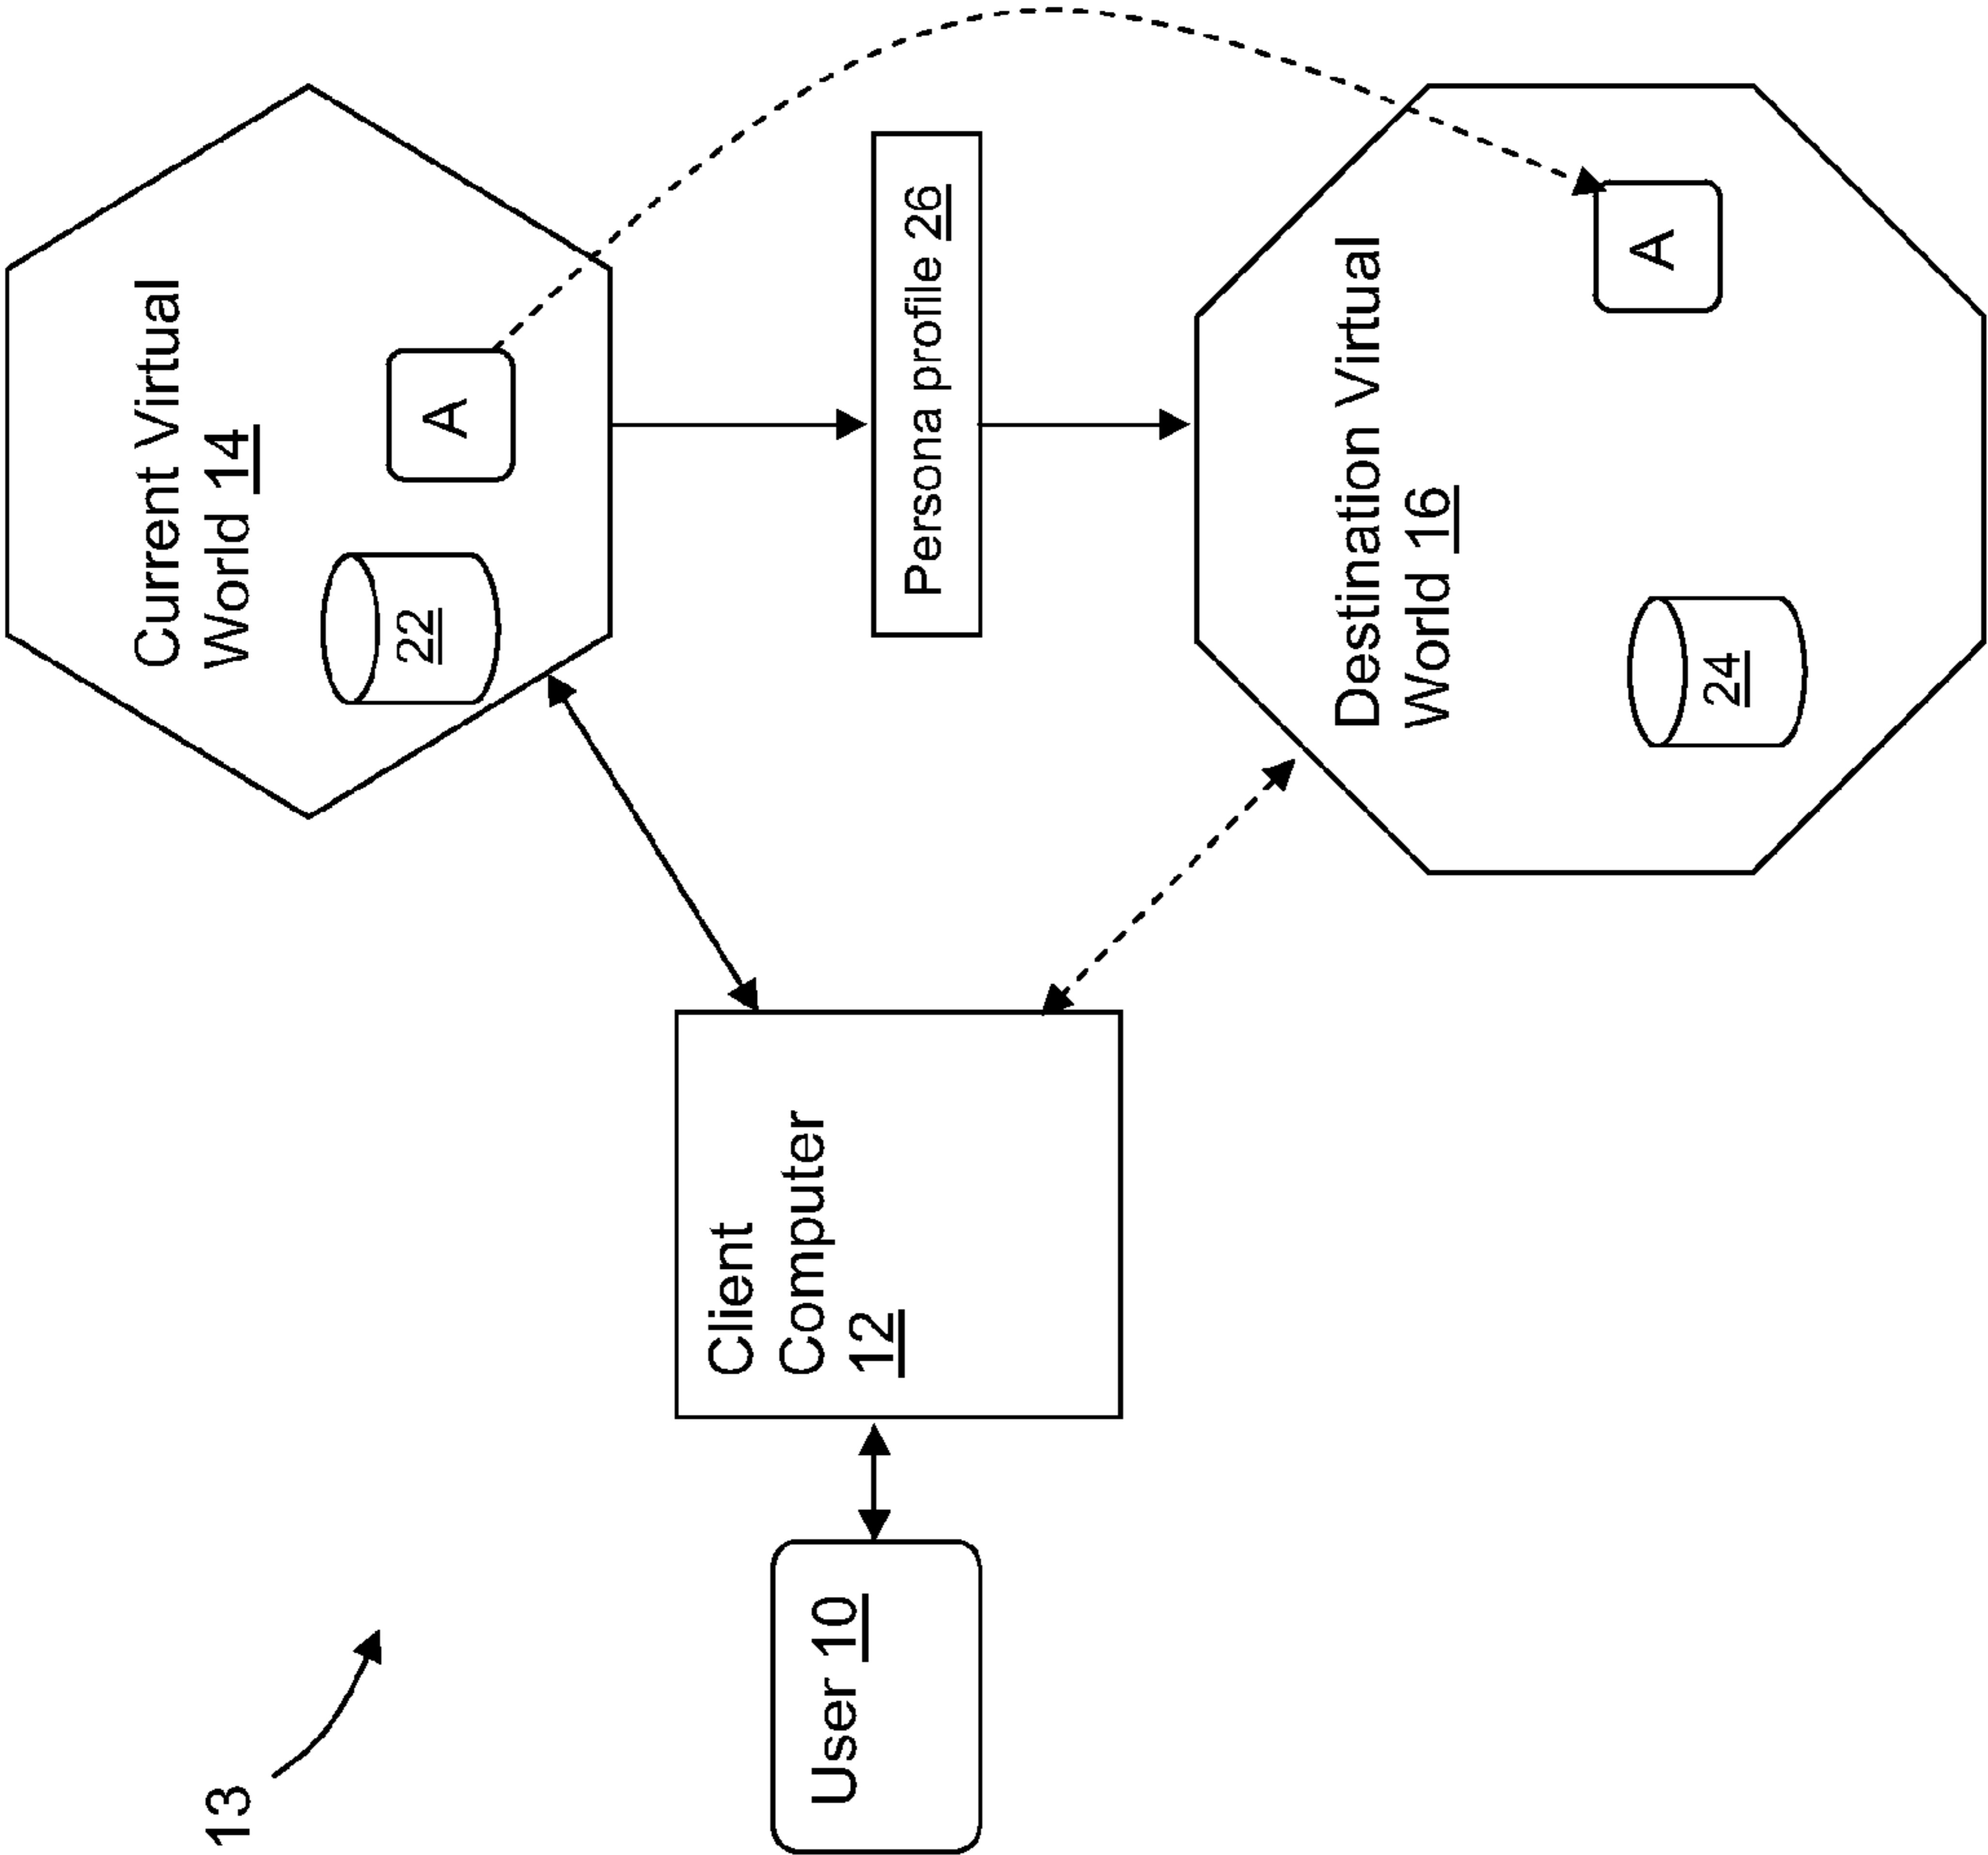 13
User 10
Client
Computer
12
Current Virtual
World 14
22
A
Persona profile 26
Destination Virtual
World 16
24
A